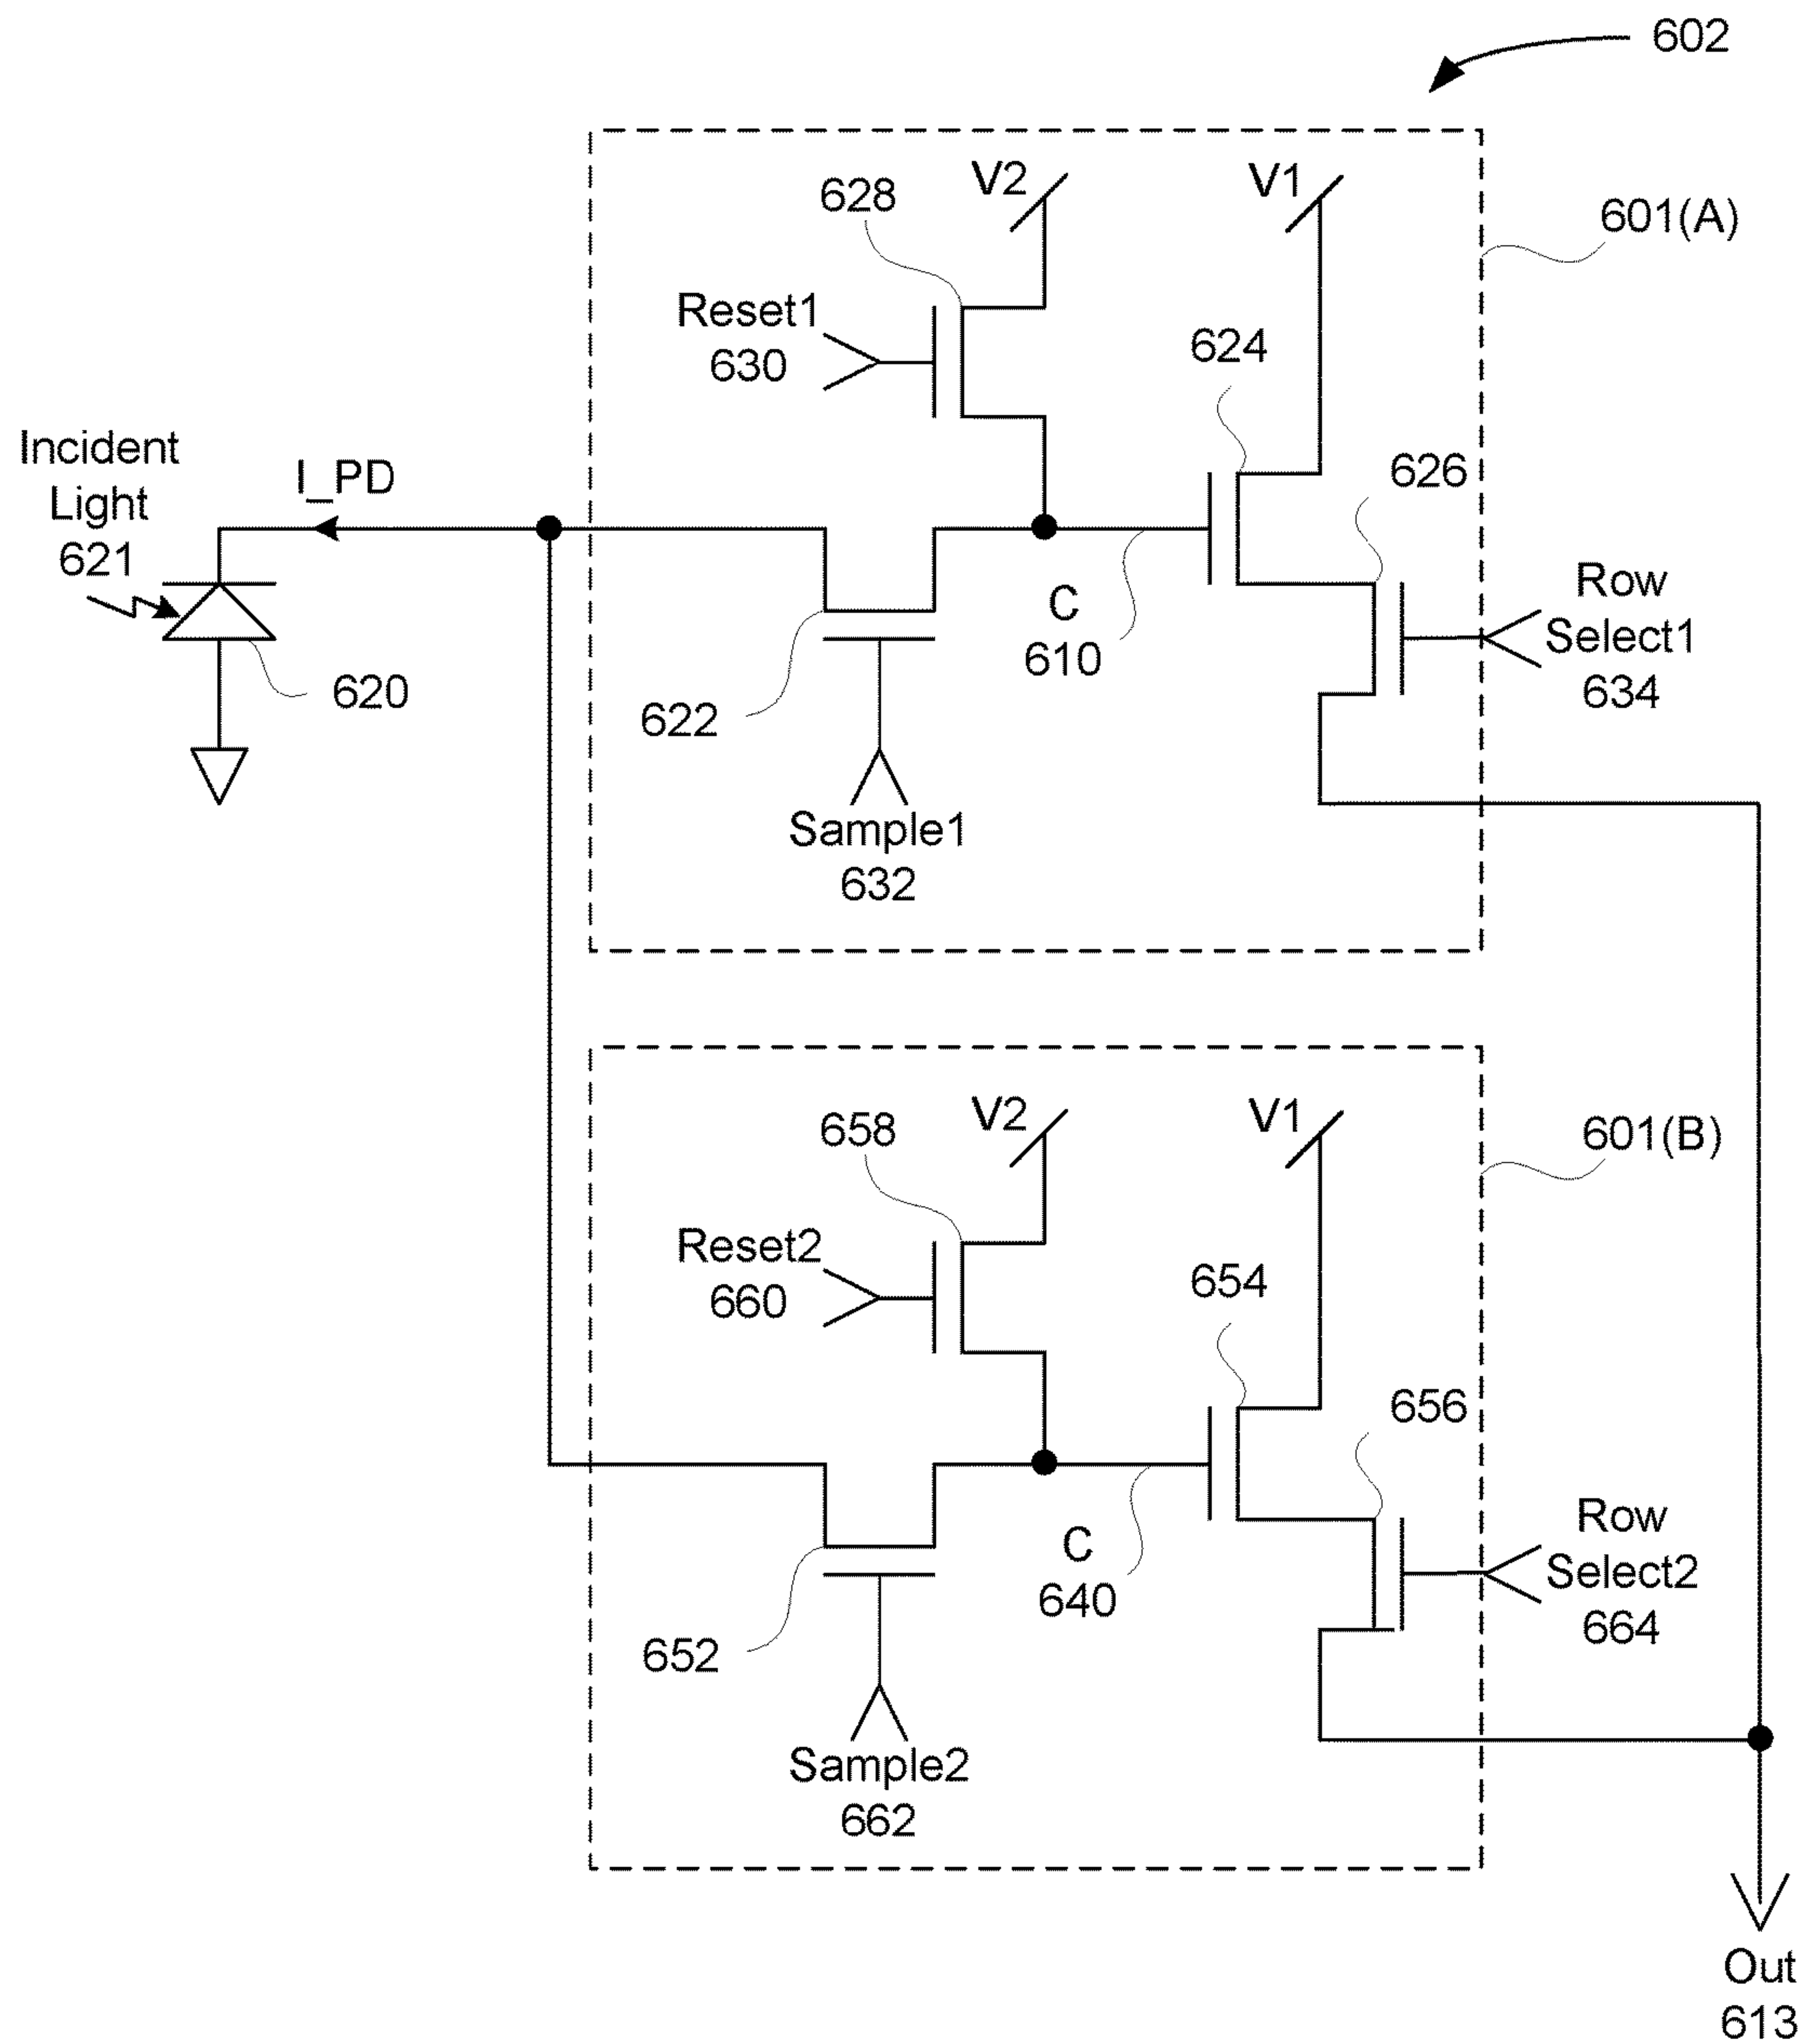 602
V2
V1
628
601(A)
Reset1
630
624
Incident
Light
621
I_PD
626
Row
Select1
634
C
610
620
622
Sample1
632
V2
V1
658
601(B)
Reset2
660
654
656
Row
Select2
664
C
640
652
Sample2
662
Out
613